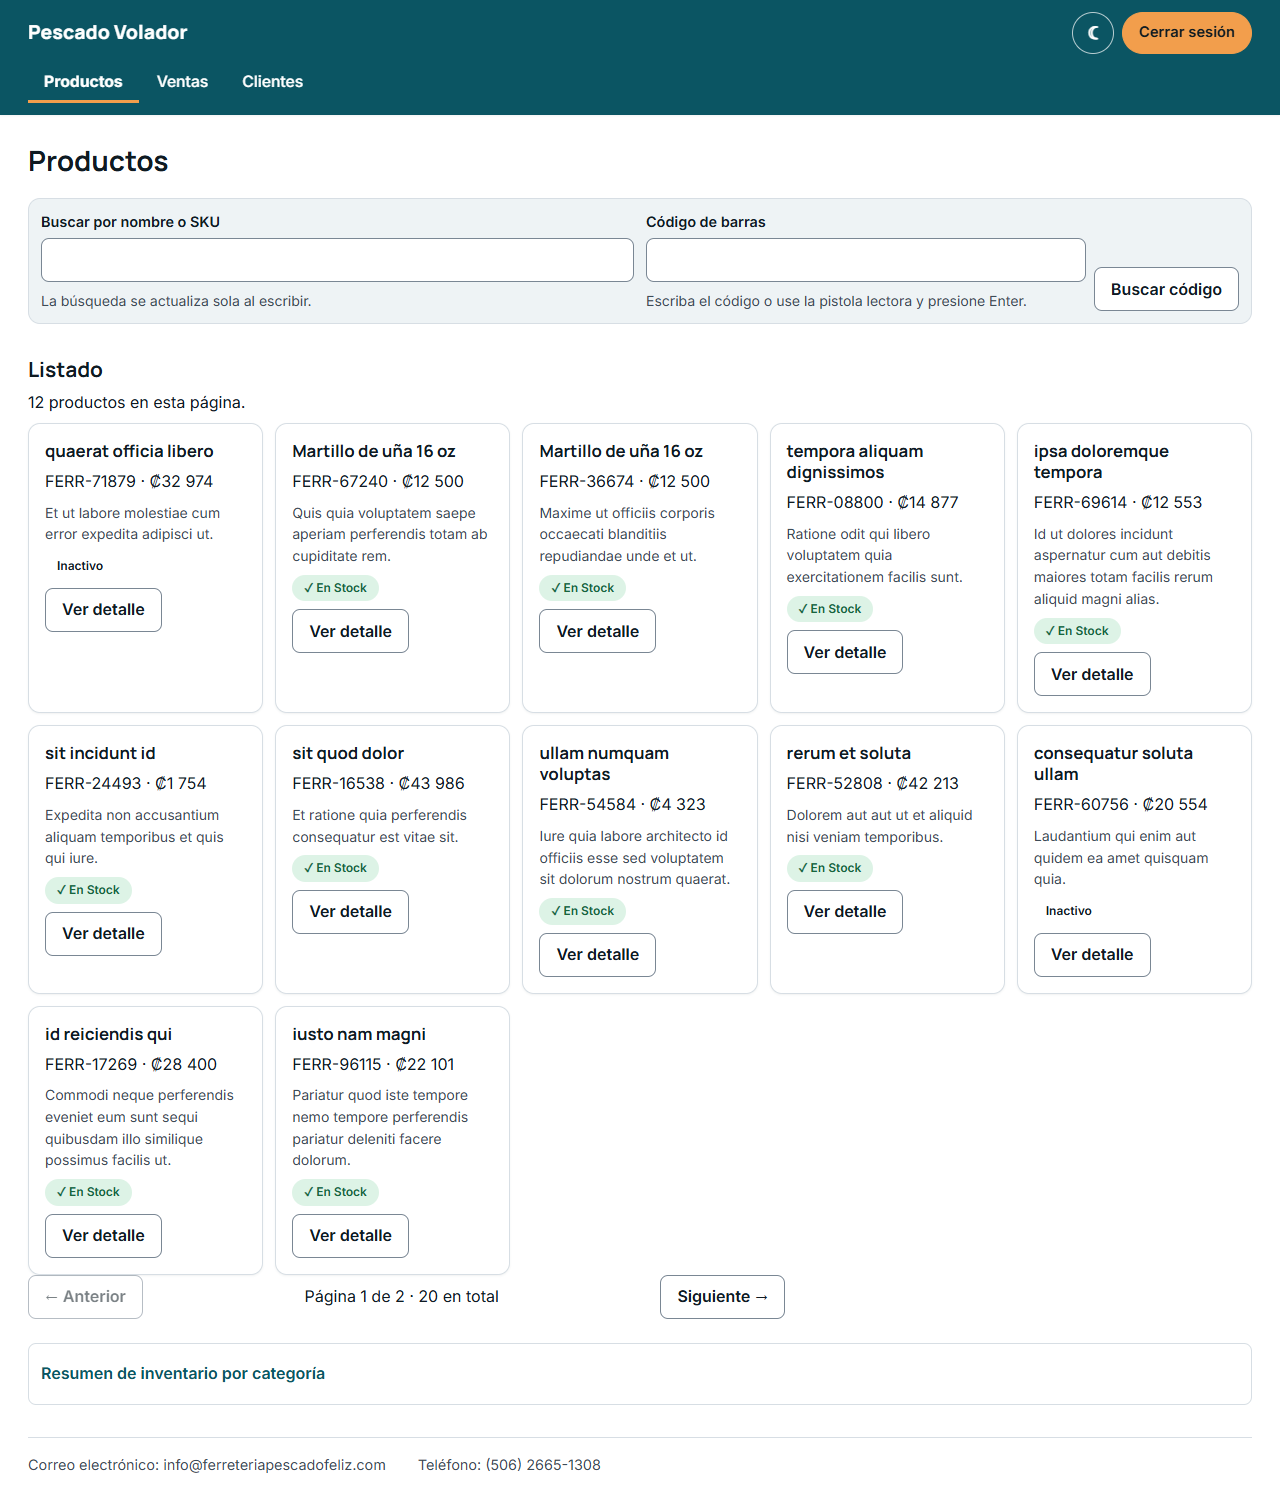 Pescado Volador
Cerrar sesión
Productos
Ventas
Clientes
Productos
Buscar por nombre o SKU
La búsqueda se actualiza sola al escribir.
Código de barras
Escriba el código o use la pistola lectora y presione Enter.
Buscar código
Listado
12 productos en esta página.
quaerat officia libero
FERR-71879 · ₡32 974
Et ut labore molestiae cum
error expedita adipisci ut.
Inactivo
Ver detalle
Martillo de uña 16 oz
FERR-67240 · ₡12 500
Quis quia voluptatem saepe
aperiam perferendis totam ab
cupiditate rem.
✓ En Stock
Ver detalle
Martillo de uña 16 oz
FERR-36674 · ₡12 500
Maxime ut officiis corporis
occaecati blanditiis
repudiandae unde et ut.
✓ En Stock
Ver detalle
tempora aliquam
dignissimos
FERR-08800 · ₡14 877
Ratione odit qui libero
voluptatem quia
exercitationem facilis sunt.
✓ En Stock
Ver detalle
ipsa doloremque
tempora
FERR-69614 · ₡12 553
Id ut dolores incidunt
aspernatur cum aut debitis
maiores totam facilis rerum
aliquid magni alias.
✓ En Stock
Ver detalle
sit incidunt id
FERR-24493 · ₡1 754
Expedita non accusantium
aliquam temporibus et quis
qui iure.
✓ En Stock
Ver detalle
sit quod dolor
FERR-16538 · ₡43 986
Et ratione quia perferendis
consequatur est vitae sit.
✓ En Stock
Ver detalle
ullam numquam
voluptas
FERR-54584 · ₡4 323
Iure quia labore architecto id
officiis esse sed voluptatem
sit dolorum nostrum quaerat.
✓ En Stock
Ver detalle
rerum et soluta
FERR-52808 · ₡42 213
Dolorem aut aut ut et aliquid
nisi veniam temporibus.
✓ En Stock
Ver detalle
consequatur soluta
ullam
FERR-60756 · ₡20 554
Laudantium qui enim aut
quidem ea amet quisquam
quia.
Inactivo
Ver detalle
id reiciendis qui
FERR-17269 · ₡28 400
Commodi neque perferendis
eveniet eum sunt sequi
quibusdam illo similique
possimus facilis ut.
✓ En Stock
Ver detalle
iusto nam magni
FERR-96115 · ₡22 101
Pariatur quod iste tempore
nemo tempore perferendis
pariatur deleniti facere
dolorum.
✓ En Stock
Ver detalle
← Anterior
Página 1 de 2 · 20 en total
Siguiente →
Resumen de inventario por categoría
Correo electrónico: info@ferreteriapescadofeliz.com
Teléfono: (506) 2665-1308